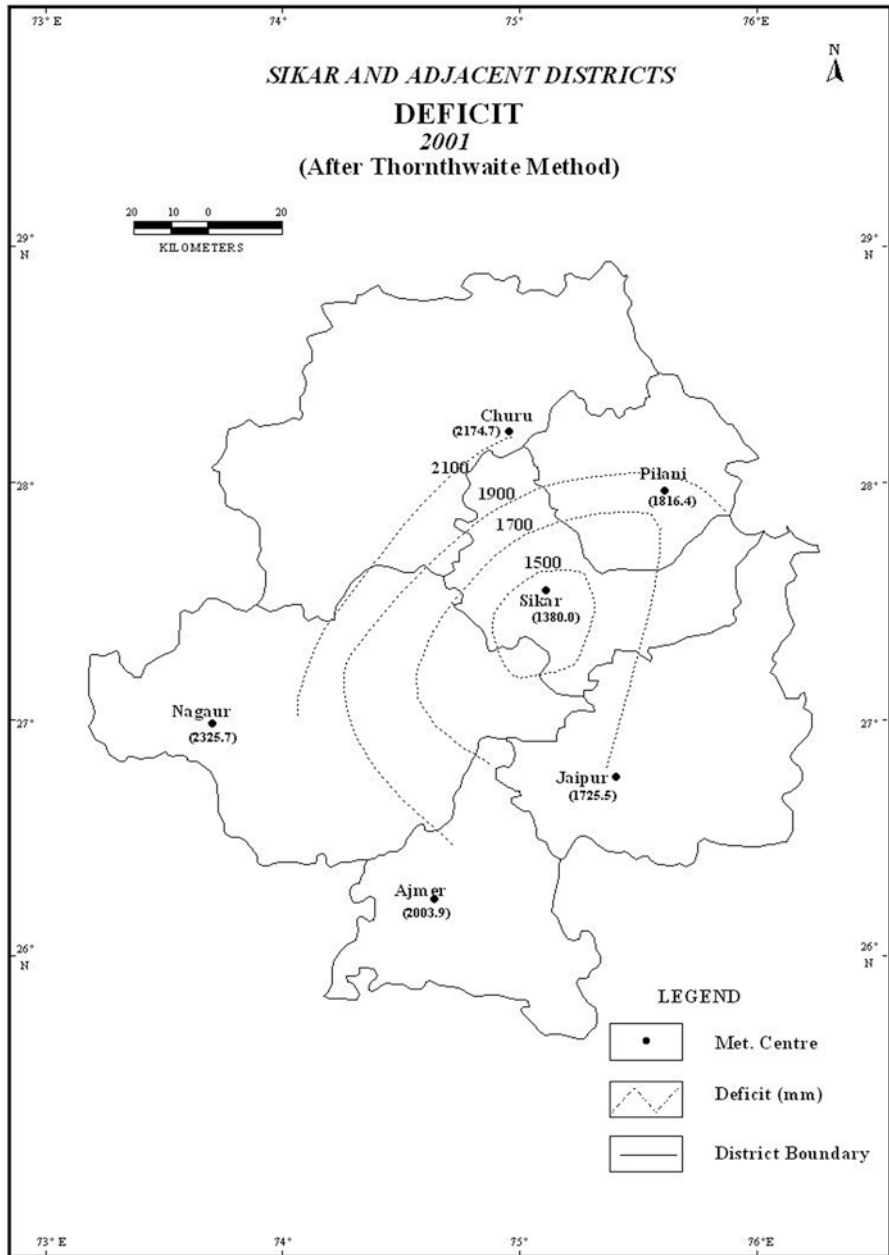 73° E 74° 75° 76°E
N
SIKAR AND ADJACENT DISTRICTS
DEFICIT
2001
(After Thornthwaite Method)
20 10 0 20
KILOMETERS
29° N
29° N
Churu
(2174.7)
2100
28° N
28° N
1900
Pilani
(1816.4)
1700
1500
Sikar
(1380.0)
27° N
27° N
Nagaur
(2325.7)
Jaipur
(1725.5)
Ajmer
(2003.9)
26° N
26° N
LEGEND
Met. Centre
Deficit (mm)
District Boundary
73° E 74° 75° 76° E